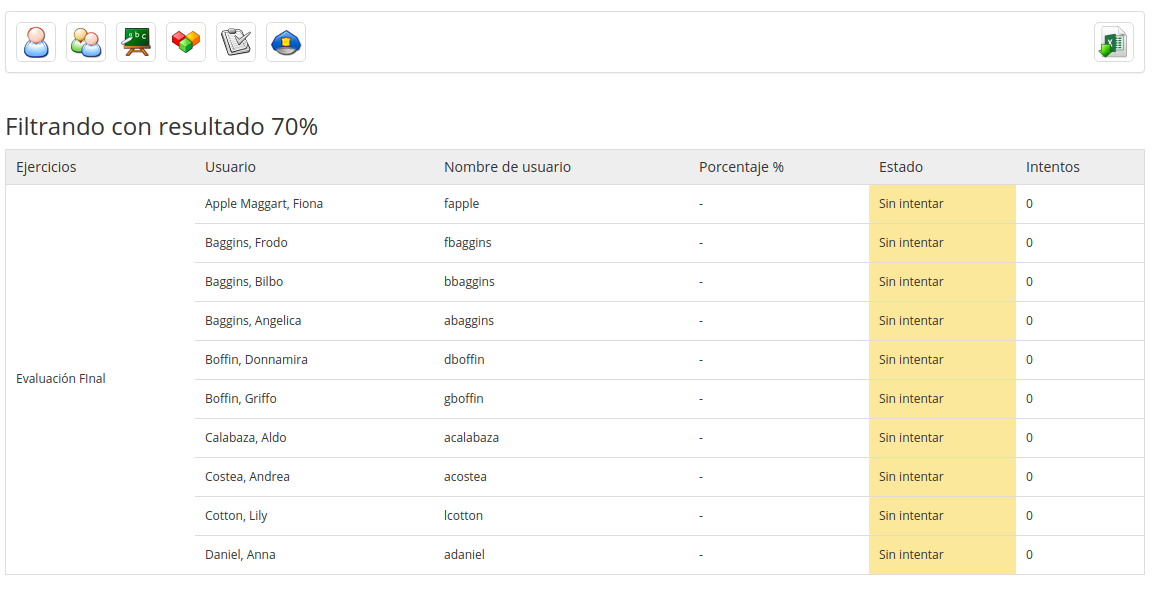 abc
Filtrando con resultado 70%
Ejercicios Usuario Nombre de usuario Porcentaje % Estado Intentos
Apple Maggart, Fiona fapple - Sin intentar 0
Baggins, Frodo fbaggins - Sin intentar 0
Baggins, Bilbo bbaggins - Sin intentar 0
Baggins, Angelica abaggins - Sin intentar 0
Boffin, Donnamira dboffin - Sin intentar 0
Evaluación FInal
Boffin, Griffo gboffin - Sin intentar 0
Calabaza, Aldo acalabaza - Sin intentar 0
Costea, Andrea acostea - Sin intentar 0
Cotton, Lily lcotton - Sin intentar 0
Daniel, Anna adaniel - Sin intentar 0